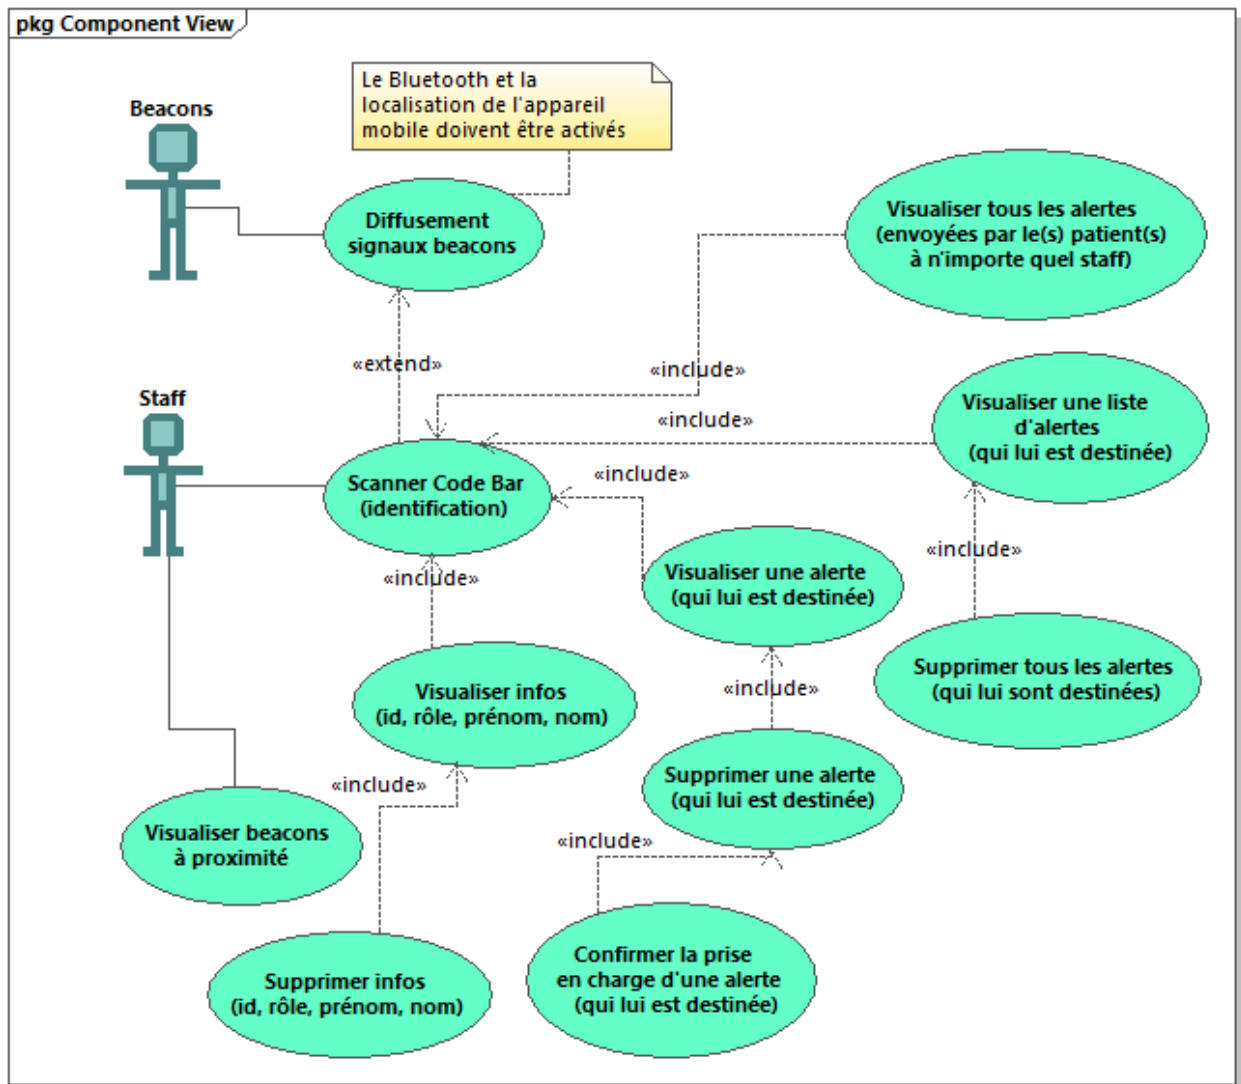 pkg Component View
Le Bluetooth et la
localisation de l'appareil
mobile doivent être activés
Beacons
Diffusement
signaux beacons
Visualiser tous les alertes
(envoyées par le(s) patient(s)
à n'importe quel staff)
«extend»
«include»
Staff
Visualiser une liste
d'alertes
(qui lui est destinée)
«include»
Scanner Code Bar
(identification)
«include»
«include»
«include»
Visualiser une alerte
(qui lui est destinée)
Visualiser infos
(id, rôle, prénom, nom)
«include»
Supprimer tous les alertes
(qui lui sont destinées)
«include»
Supprimer une alerte
(qui lui est destinée)
Visualiser beacons
à proximité
«include»
Supprimer infos
(id, rôle, prénom, nom)
Confirmer la prise
en charge d'une alerte
(qui lui est destinée)